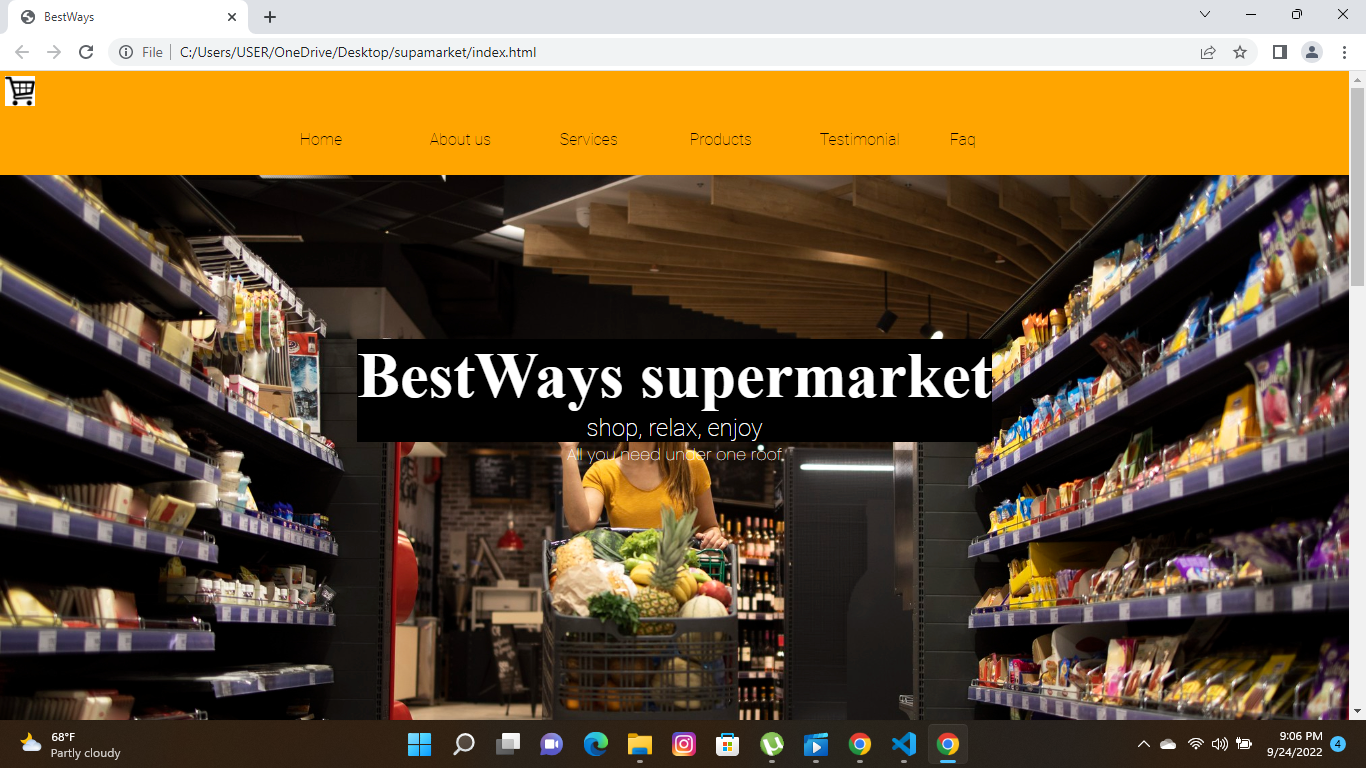 BestWays
File
C:/Users/USER/OneDrive/Desktop/supamarket/index.html
Home About us Services Products Testimonial Faq
BestWays supermarket
shop, relax, enjoy
All you need under one roof.
68°F
Partly cloudy
9:06 PM
9/24/2022
4